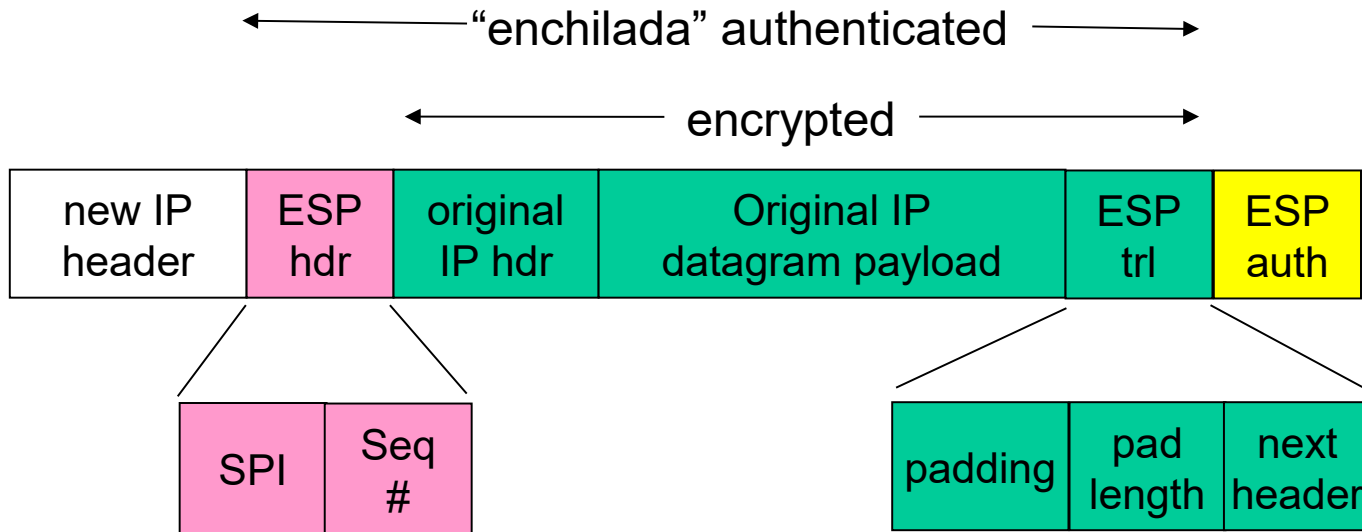 “enchilada” authenticated
encrypted
new IP
header
ESP
hdr
original
IP hdr
Original IP
datagram payload
ESP
trl
ESP
auth
SPI
Seq
#
padding
pad
length
next
header